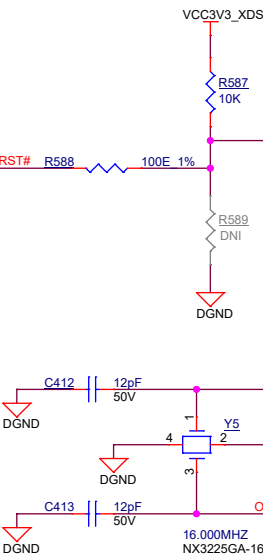 VCC3V3_XDS
R587
10K
RST# R588 100E_1%
R589
DNI
DGND
C412 12pF
50V
DGND
1
Y5
4 2
DGND
3
C413 12pF
50V
O
DGND
16.000MHZ
NX3225GA-16